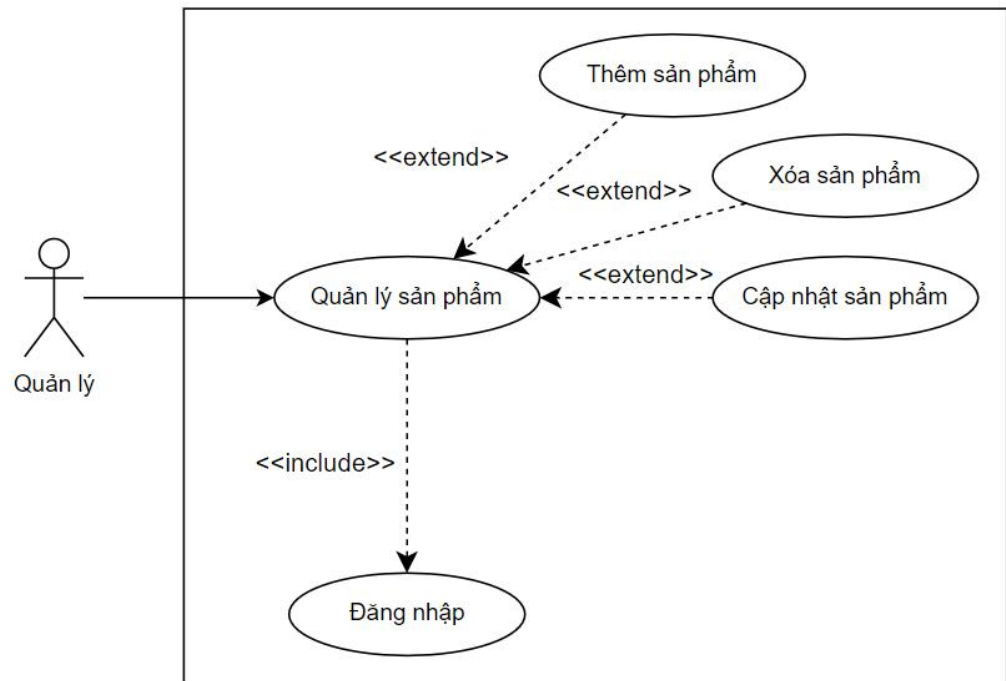 Thêm sản phẩm
<<extend>>
Xóa sản phẩm
<<extend>>
<<extend>>
Quản lý sản phẩm
Cập nhật sản phẩm
Quản lý
<<include>>
Đăng nhập